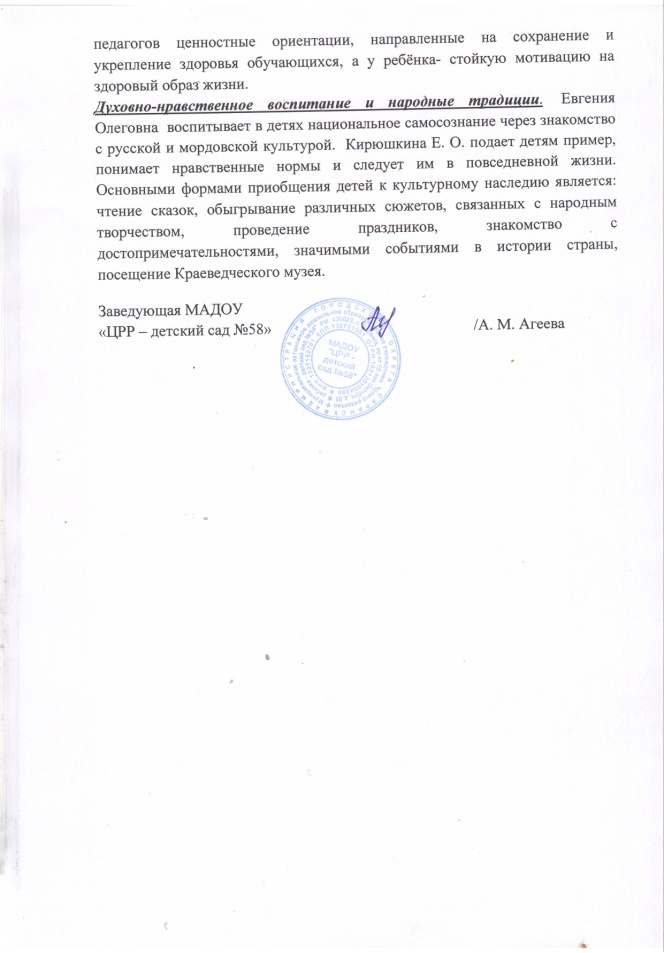 педагогов ценностные ориентации, направленные на сохранение и
укрепление здоровья обучающихся, а у ребёнка- стойкую мотивацию на
здоровый образ жизни.
Духовно-нравственное воспитание и народные традиции. Евгения
Олеговна воспитывает в детях национальное самосознание через знакомство
с русской и мордовской культурой. Кирюшкина Е. О. подает детям пример,
понимает нравственные нормы и следует им в повседневной жизни.
Основными формами приобщения детей к культурному наследию является:
чтение сказок, обыгрывание различных сюжетов, связанных с народным
творчеством, проведение праздников, знакомство с
достопримечательностями, значимыми событиями в истории страны,
посещение Краеведческого музея.
Заведующая МАДОУ
«ЦРР – детский сад №58» /А. М. Агеева
МАДОУ
"ЦРР -
детский
сад №58"